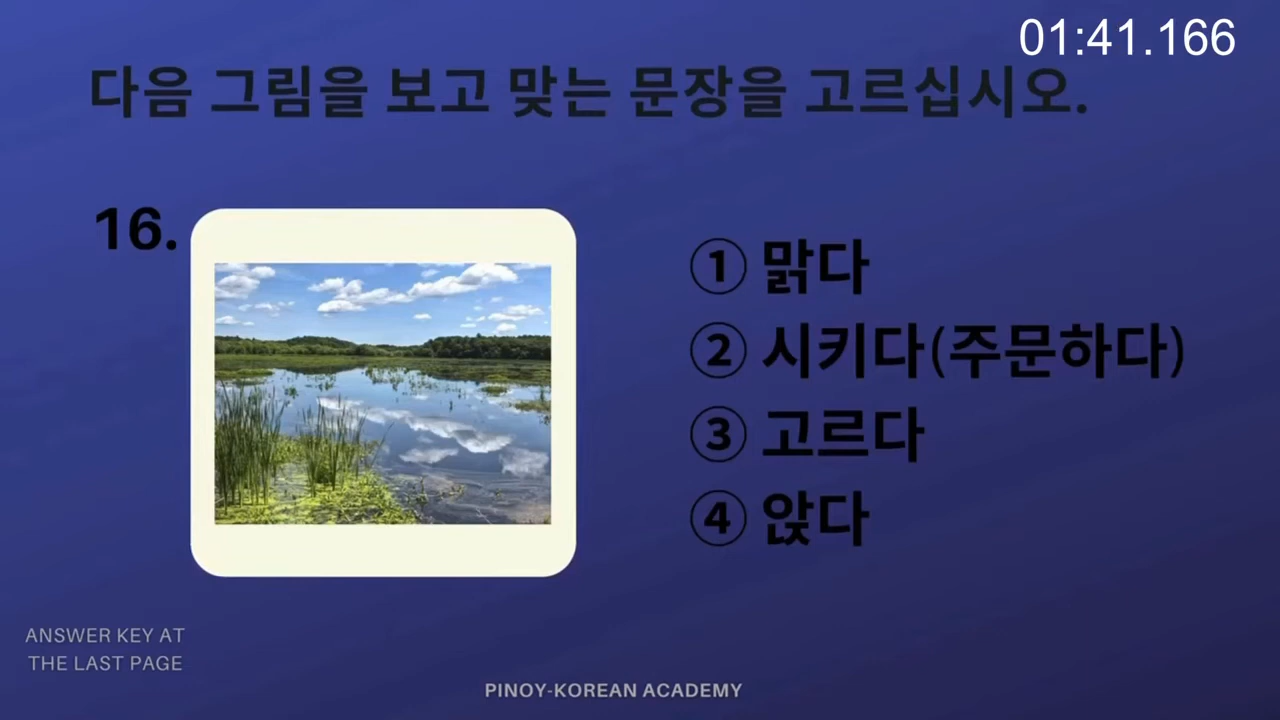 01:41.166
다음 그림을 보고 맞는 문장을 고르십시오.
16.
① 맑다
② 시키다(주문하다)
③ 고르다
④ 앉다
ANSWER KEY AT
THE LAST PAGE
PINOY-KOREAN ACADEMY